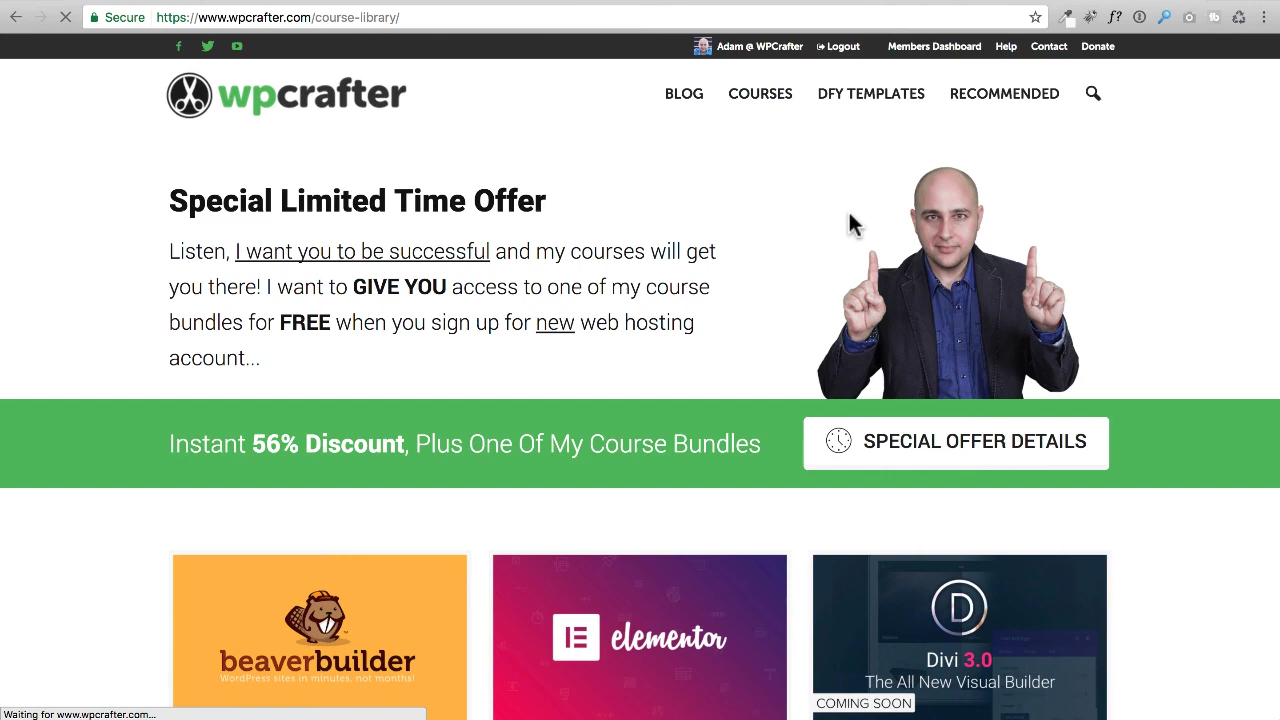 Secure https://www.wpcrafter.com/course-library/
Adam @ WPCrafter Logout Members Dashboard Help Contact Donate
wpcrafter BLOG COURSES DFY TEMPLATES RECOMMENDED
Special Limited Time Offer
Listen, I want you to be successful and my courses will get
you there! I want to GIVE YOU access to one of my course
bundles for FREE when you sign up for new web hosting
account...
Instant 56% Discount, Plus One Of My Course Bundles SPECIAL OFFER DETAILS
beaverbuilder
WordPress sites in minutes, not months!
elementor
D
Divi 3.0
The All New Visual Builder
COMING SOON
Waiting for www.wpcrafter.com...